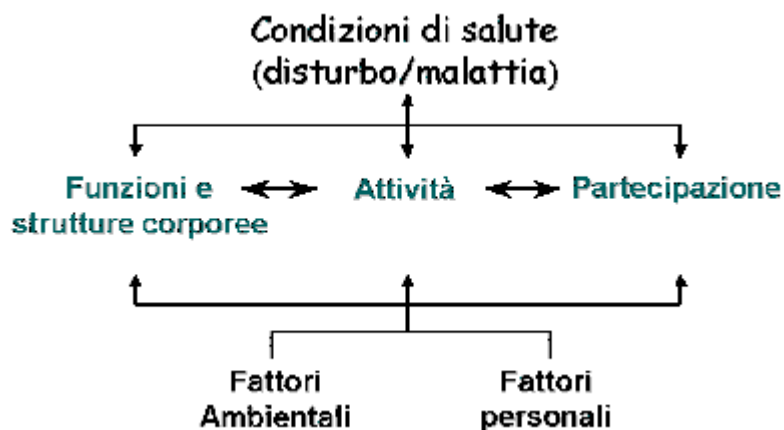 Condizioni di salute
(disturbo/malattia)
Funzioni e
strutture corporee
Attività
Partecipazione
Fattori
Ambientali
Fattori
personali